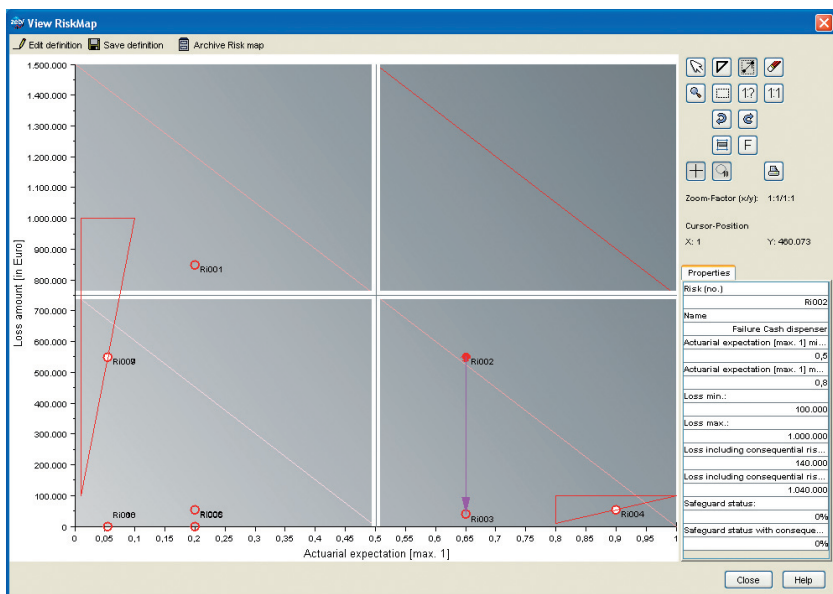 View RiskMap
Edit definition Save definition Archive Risk map
1.500.000
1.400.000
1.300.000
1.200.000
1.100.000
1.000.000
900.000
800.000
750.000
700.000
600.000
500.000
400.000
300.000
200.000
100.000
0
Loss amount [in Euro]
Ri001
Ri002
Ri003
Ri004
0 0,05 0,1 0,15 0,2 0,25 0,3 0,35 0,4 0,45 0,5 0,55 0,6 0,65 0,7 0,75 0,8 0,85 0,9 0,95 1
Actuarial expectation [max. 1]
1:? 1:1
F
Zoom-Factor (x/y): 1:1/1:1
Cursor-Position
X: 1 Y: 460.073
Properties
Risk (no.)
Ri002
Name
Failure Cash dispenser
Actuarial expectation [max. 1] mi...
0,5
Actuarial expectation [max. 1] m...
0,8
Loss min.:
100.000
Loss max.:
1.000.000
Loss including consequential ris...
140.000
Loss including consequential ris...
1.040.000
Safeguard status:
0%
Safeguard status with conseque...
0%
Close Help